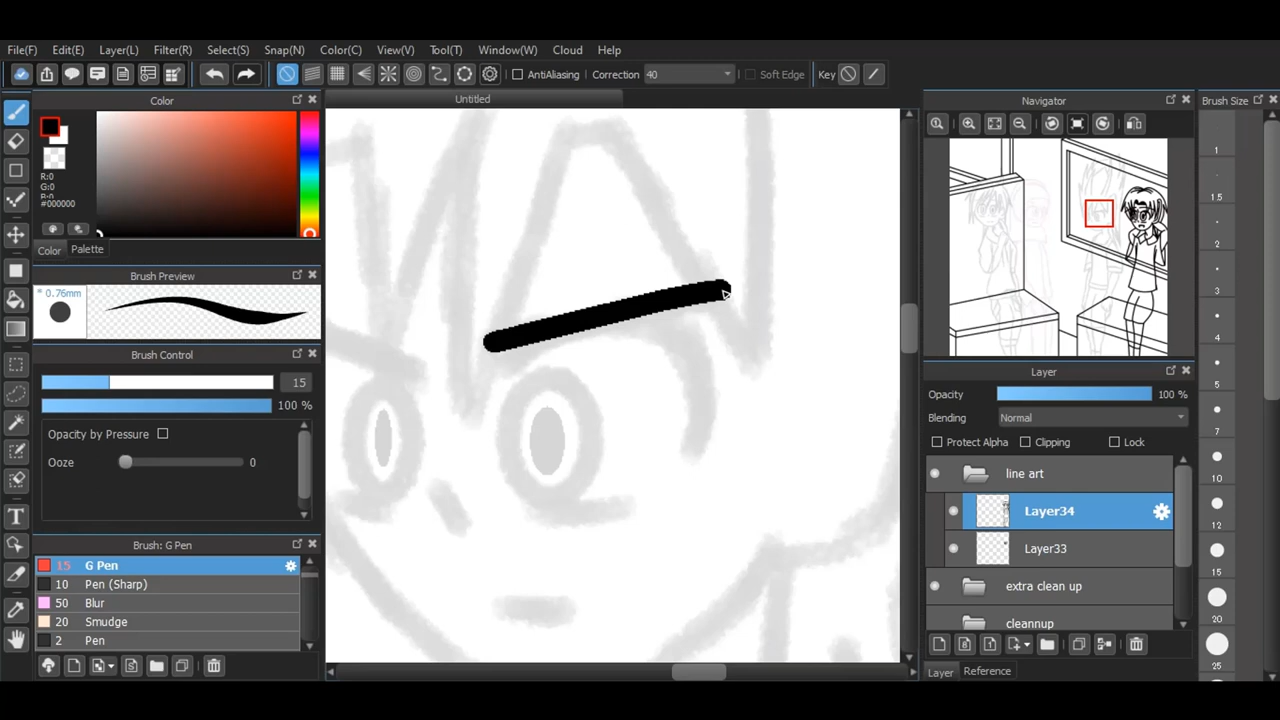 File(F) Edit(E) Layer(L) Filter(R) Select(S) Snap(N) Color(C) View(V) Tool(T) Window(W) Cloud Help
AntiAliasing Correction 40 Soft Edge Key
Color
R:0
G:0
#000000
Color Palette
Brush Preview
* 0.76mm
Brush Control
15
100 %
Opacity by Pressure
Ooze 0
Brush: G Pen
15 G Pen
10 Pen (Sharp)
50 Blur
20 Smudge
2 Pen
Untitled
Navigator
Layer
Opacity 100 %
Blending Normal
Protect Alpha Clipping Lock
line art
Layer34
Layer33
extra clean up
cleannup
Layer Reference
Brush Size
1
1.5
2
3
5
7
10
12
15
20
25